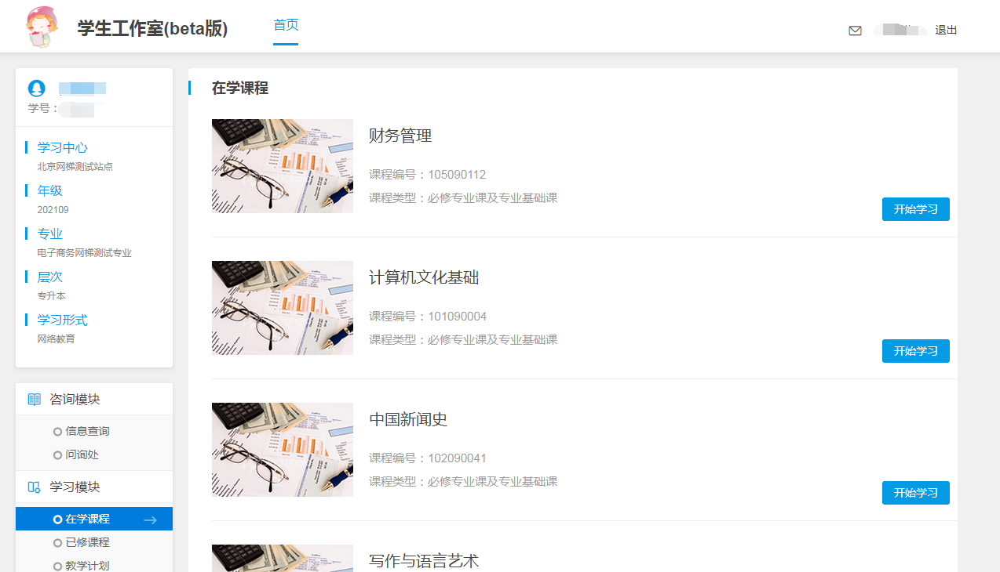 学生工作室(beta版)
首页
退出
学号：
学习中心
北京网梯测试站点
年级
202109
专业
电子商务网梯测试专业
层次
专升本
学习形式
网络教育
咨询模块
信息查询
问询处
学习模块
在学课程
已修课程
教学计划
在学课程
财务管理
课程编号：105090112
课程类型：必修专业课及专业基础课
开始学习
计算机文化基础
课程编号：101090004
课程类型：必修专业课及专业基础课
开始学习
中国新闻史
课程编号：102090041
课程类型：必修专业课及专业基础课
开始学习
写作与语言艺术